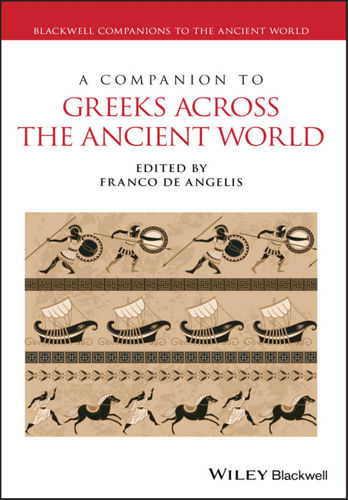 BLACKWELL COMPANIONS TO THE ANCIENT WORLD
A COMPANION TO
GREEKS ACROSS
THE ANCIENT WORLD
EDITED BY
FRANCO DE ANGELIS
WILEY Blackwell